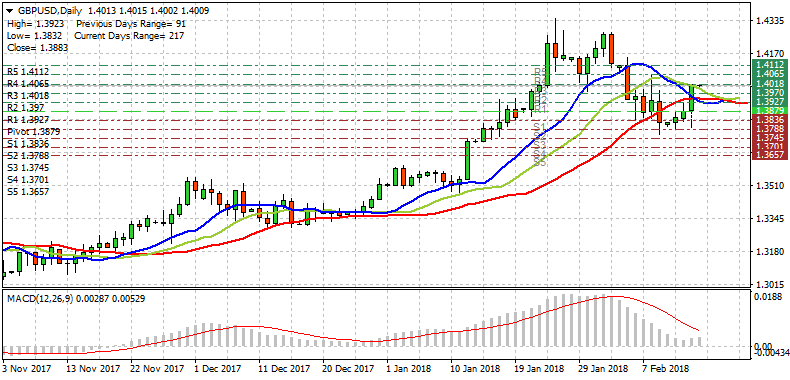 GBPUSD,Daily 1.4013 1.4015 1.4002 1.4009
High= 1.3923 Previous Days Range= 91
Low= 1.3832 Current Days Range= 217
Close= 1.3883
R5 1.4112
R4 1.4065
R3 1.4018
R2 1.397
R1 1.3927
Pivot 1.3879
S1 1.3836
S2 1.3788
S3 1.3745
S4 1.3701
S5 1.3657
1.4335
1.4170
1.4112
1.4065
1.4018
1.3970
1.3927
1.3879
1.3836
1.3788
1.3745
1.3701
1.3657
1.3510
1.3345
1.3180
1.3015
MACD(12,26,9) 0.00287 0.00529
0.0188
0.00
-0.00434
3 Nov 2017
13 Nov 2017
22 Nov 2017
1 Dec 2017
11 Dec 2017
20 Dec 2017
1 Jan 2018
10 Jan 2018
19 Jan 2018
29 Jan 2018
7 Feb 2018